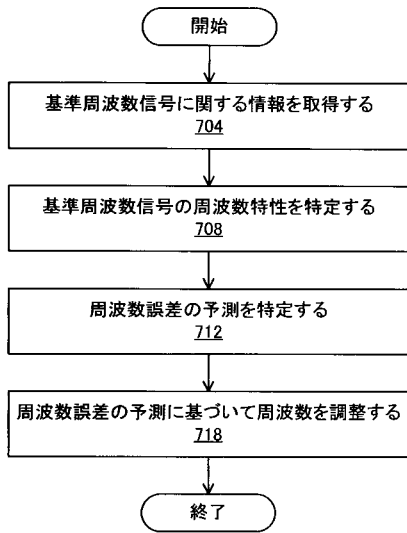 開始
基準周波数信号に関する情報を取得する
704
基準周波数信号の周波数特性を特定する
708
周波数誤差の予測を特定する
712
周波数誤差の予測に基づいて周波数を調整する
718
終了